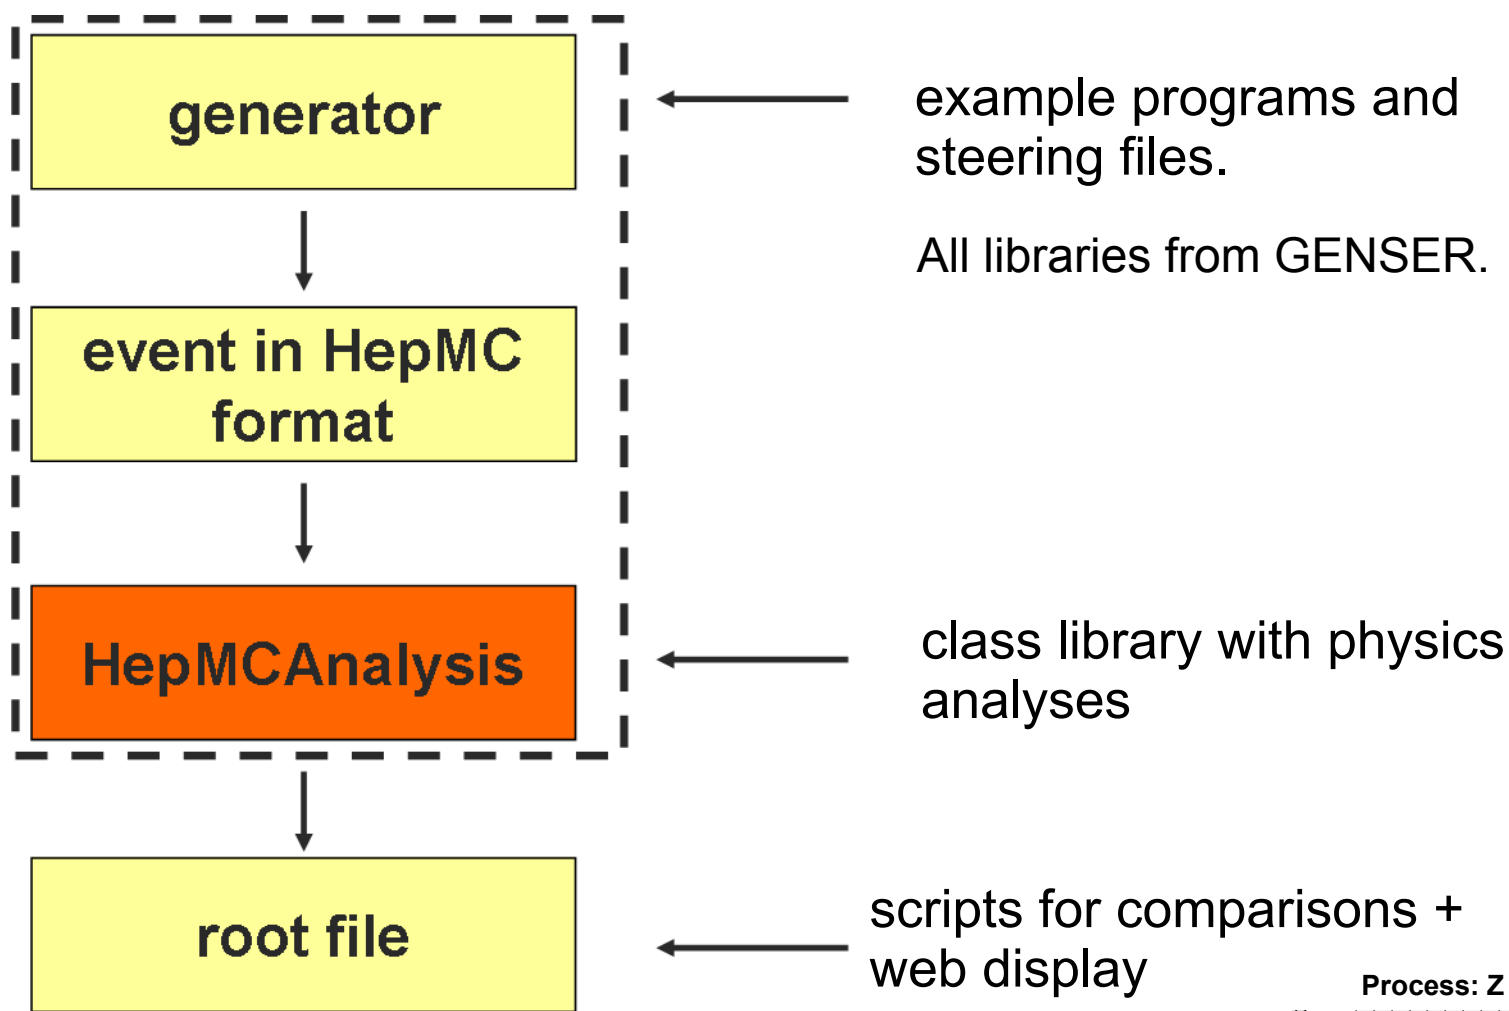 generator
example programs and
steering files.
All libraries from GENSER.
event in HepMC
format
HepMCAnalysis
class library with physics
analyses
root file
scripts for comparisons +
web display
Process: Z